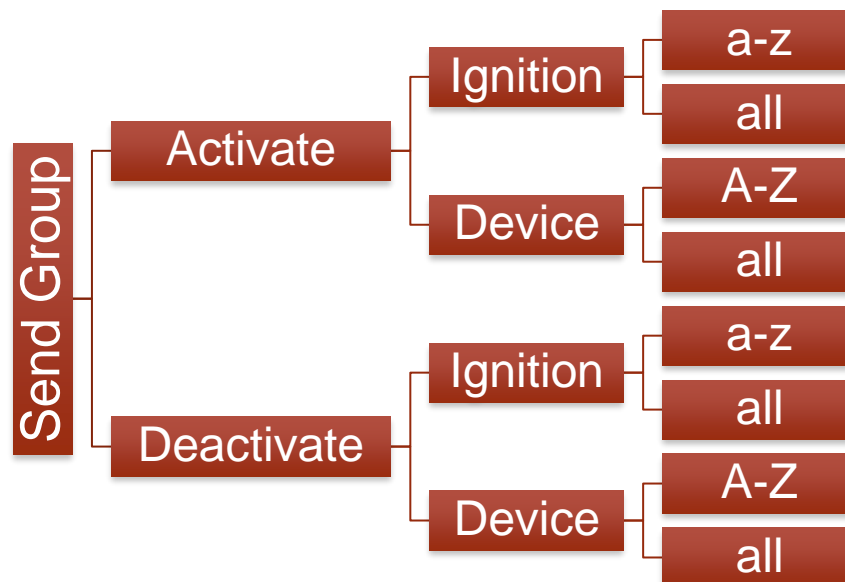 Send Group
Activate
Ignition
a-z
all
Device
A-Z
all
Deactivate
Ignition
a-z
all
Device
A-Z
all